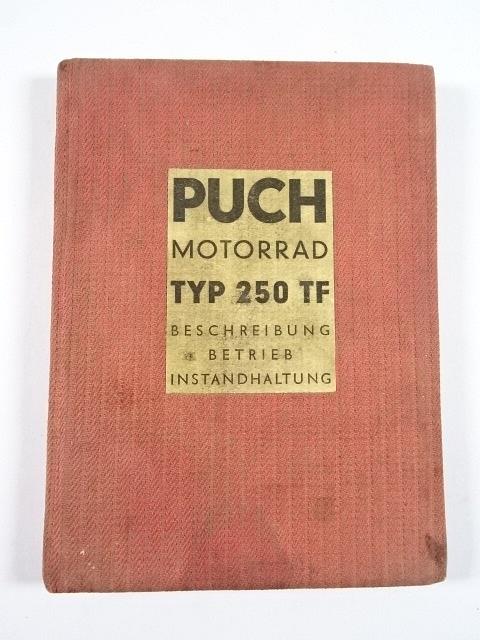 PUCH
MOTORRAD
TYP 250 TF
BESCHREIBUNG
BETRIEB
INSTANDHALTUNG